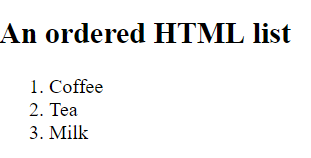 An ordered HTML list
1. Coffee
2. Tea
3. Milk